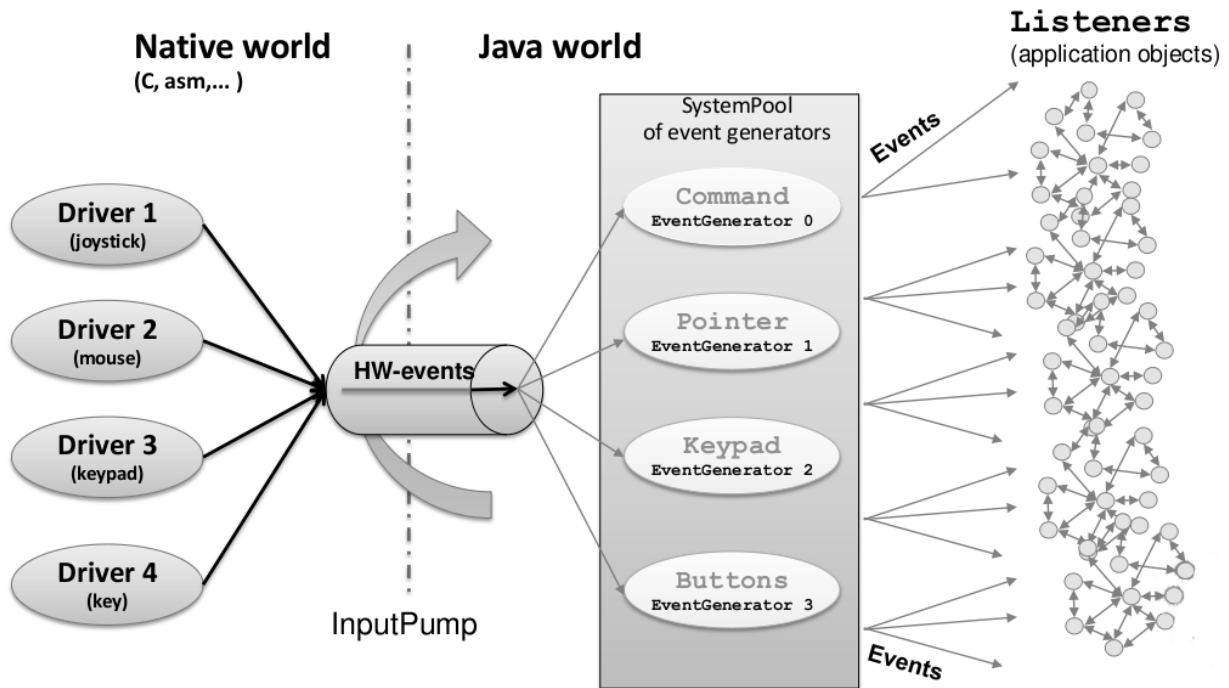 Native world
(C, asm,... )
Java world
Listeners
(application objects)
SystemPool
of event generators
Events
Driver 1
(joystick)
Driver 2
(mouse)
Driver 3
(keypad)
Driver 4
(key)
HW-events
InputPump
Command
EventGenerator 0
Pointer
EventGenerator 1
Keypad
EventGenerator 2
Buttons
EventGenerator 3
Events